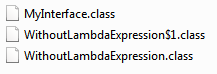 MyInterface.class
WithoutLambdaExpression$1.class
WithoutLambdaExpression.class